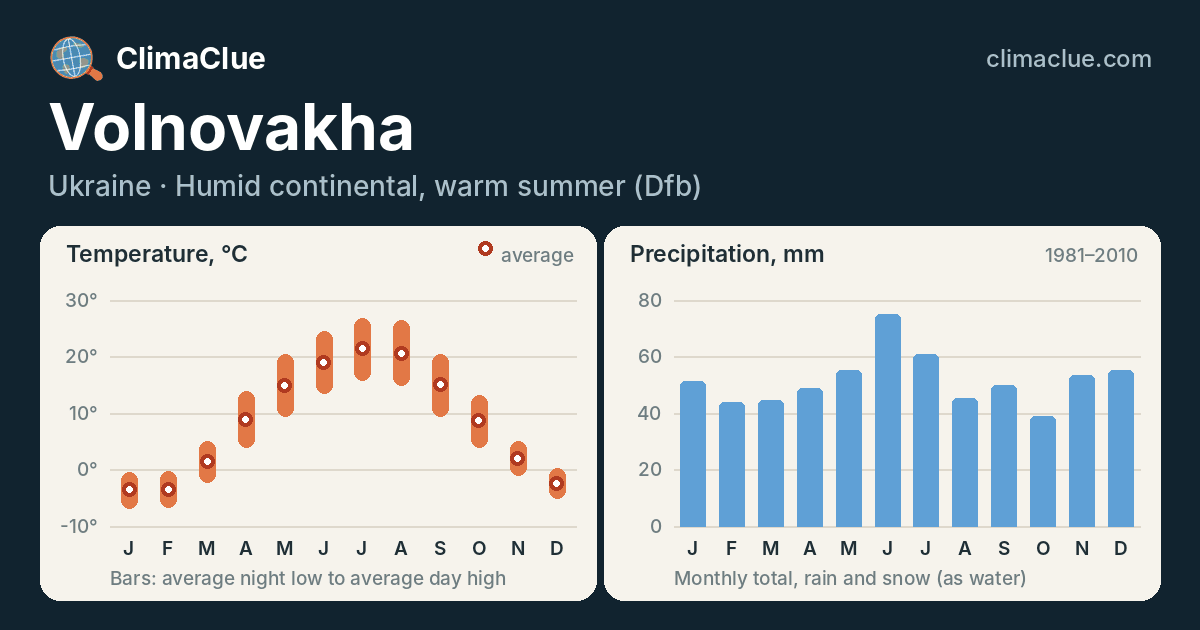 ClimaClue
climaclue.com
Volnovakha
Ukraine · Humid continental, warm summer (Dfb)
Temperature, °C
average
30°
20°
10°
0°
-10°
J F M A M J J A S O N D
Bars: average night low to average day high
Precipitation, mm
1981–2010
80
60
40
20
0
J F M A M J J A S O N D
Monthly total, rain and snow (as water)